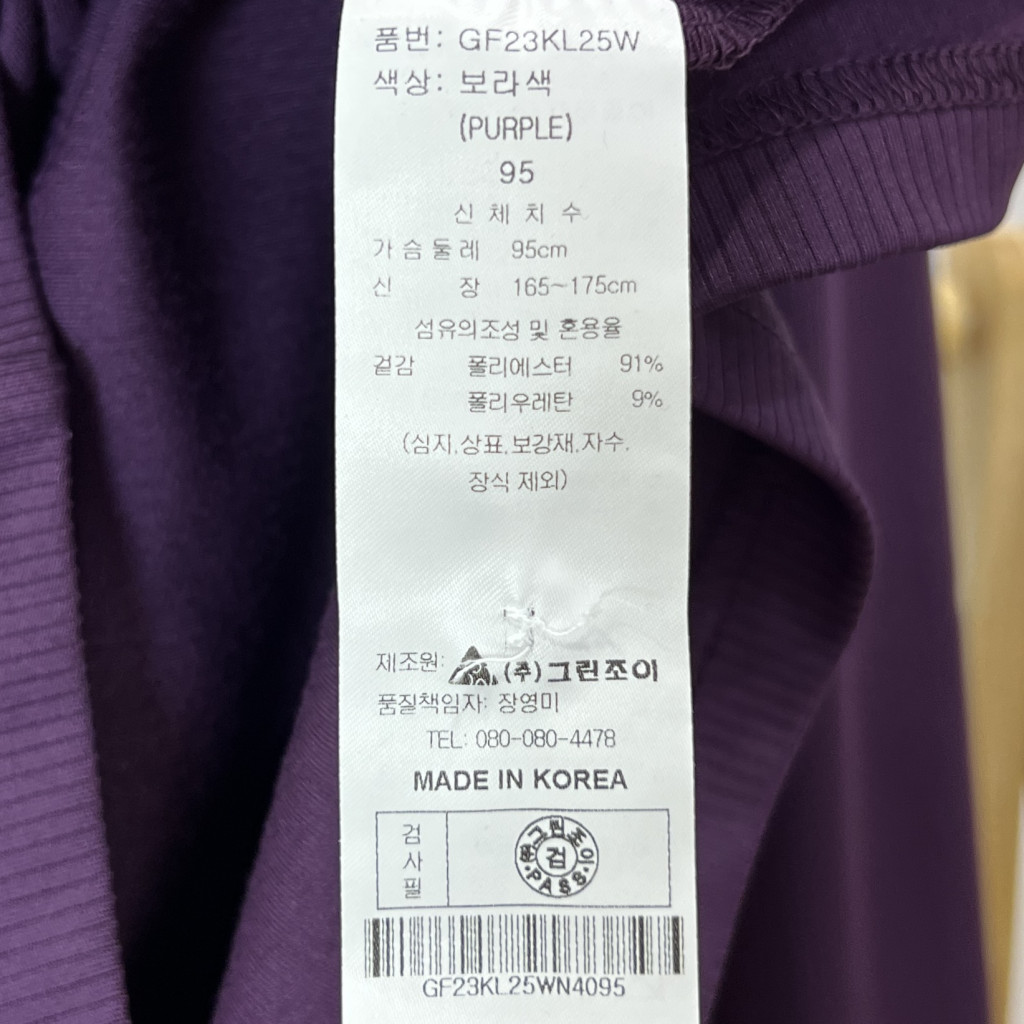 품번: GF23KL25W
색상: 보라색
(PURPLE)
95
신 체 치 수
가슴둘레 95cm
신 장 165~175cm
섬유의조성 및 혼용율
겉감 폴리에스터 91%
폴리우레탄 9%
(심지,상표,보강재,자수,
장식 제외)
제조원: (주)그린조이
품질책임자: 장영미
TEL: 080-080-4478
MADE IN KOREA
검사필
그린조이
검
PASS
GF23KL25WN4095